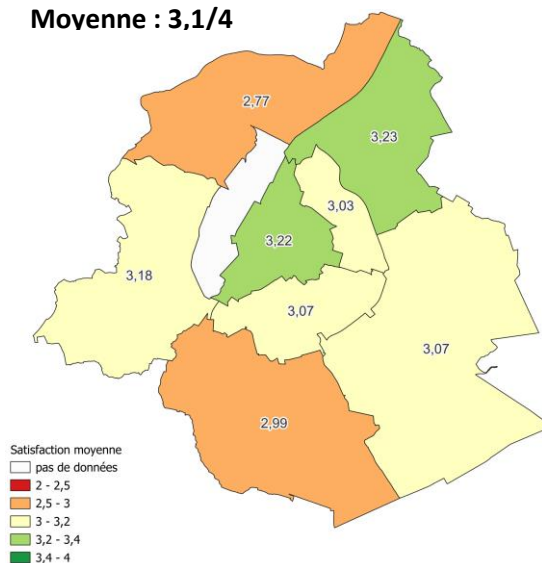 Moyenne : 3,1/4
2,77
3,23
3,03
3,22
3,18
3,07
3,07
2,99
Satisfaction moyenne
pas de données
2 - 2,5
2,5 - 3
3 - 3,2
3,2 - 3,4
3,4 - 4